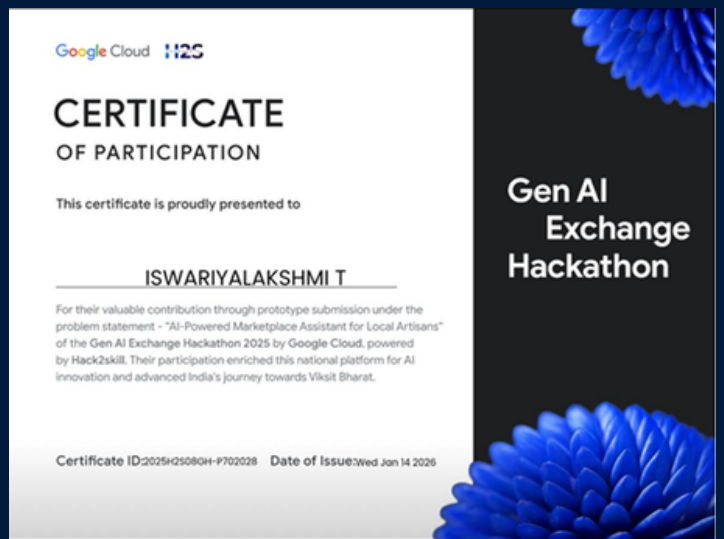 Google Cloud H2S
CERTIFICATE
OF PARTICIPATION
This certificate is proudly presented to
ISWARIYALAKSHMI T
For their valuable contribution through prototype submission under the
problem statement - "AI-Powered Marketplace Assistant for Local Artisans"
of the Gen AI Exchange Hackathon 2025 by Google Cloud, powered
by Hack2skill. Their participation enriched this national platform for AI
innovation and advanced India's journey towards Viksit Bharat.
Certificate ID:2025H2S08GH-P702028 Date of Issue:Wed Jan 14 2026
Gen AI
Exchange
Hackathon